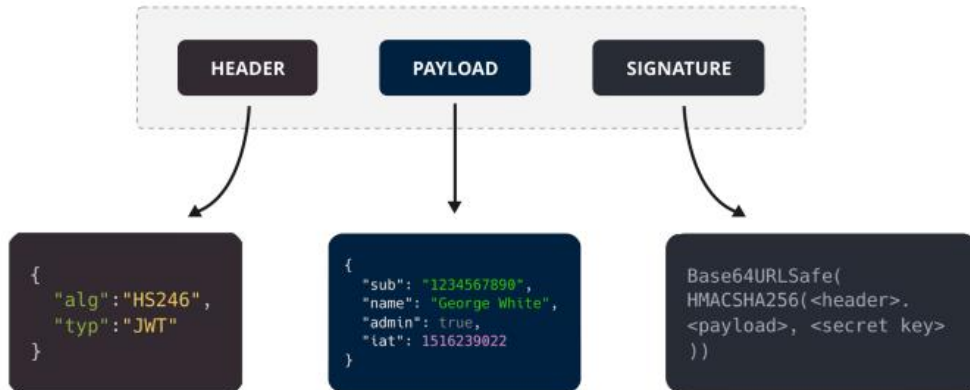 HEADER
PAYLOAD
SIGNATURE
{
"alg":"HS246",
"typ":"JWT"
}
{
"sub": "1234567890",
"name": "George White",
"admin": true,
"iat": 1516239022
}
Base64URLSafe(
HMACSHA256(<header>.
<payload>, <secret key>
))